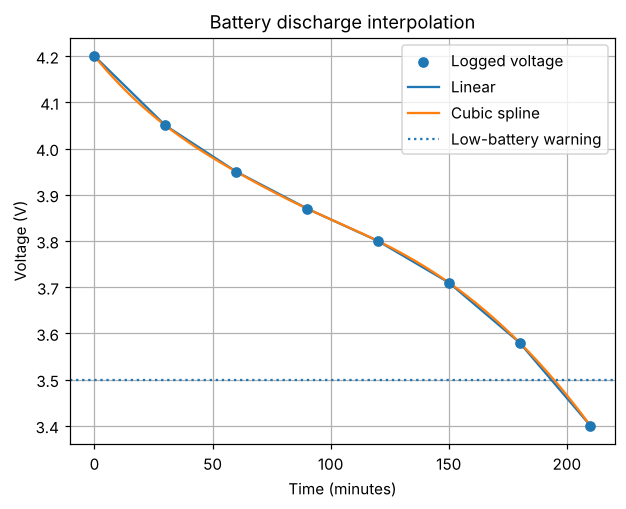 Battery discharge interpolation
Logged voltage
Linear
Cubic spline
Low-battery warning
Voltage (V)
4.2
4.1
4.0
3.9
3.8
3.7
3.6
3.5
3.4
0
50
100
150
200
Time (minutes)